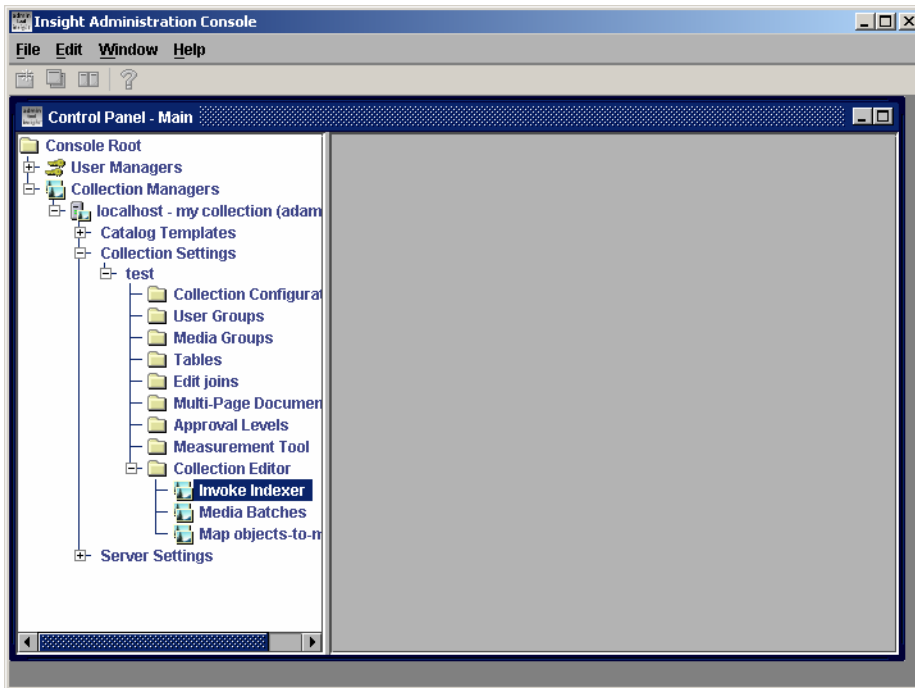 Insight Administration Console
File Edit Window Help
Control Panel - Main
Console Root
User Managers
Collection Managers
localhost - my collection (adam
Catalog Templates
Collection Settings
test
Collection Configurat
User Groups
Media Groups
Tables
Edit joins
Multi-Page Documen
Approval Levels
Measurement Tool
Collection Editor
Invoke Indexer
Media Batches
Map objects-to-m
Server Settings